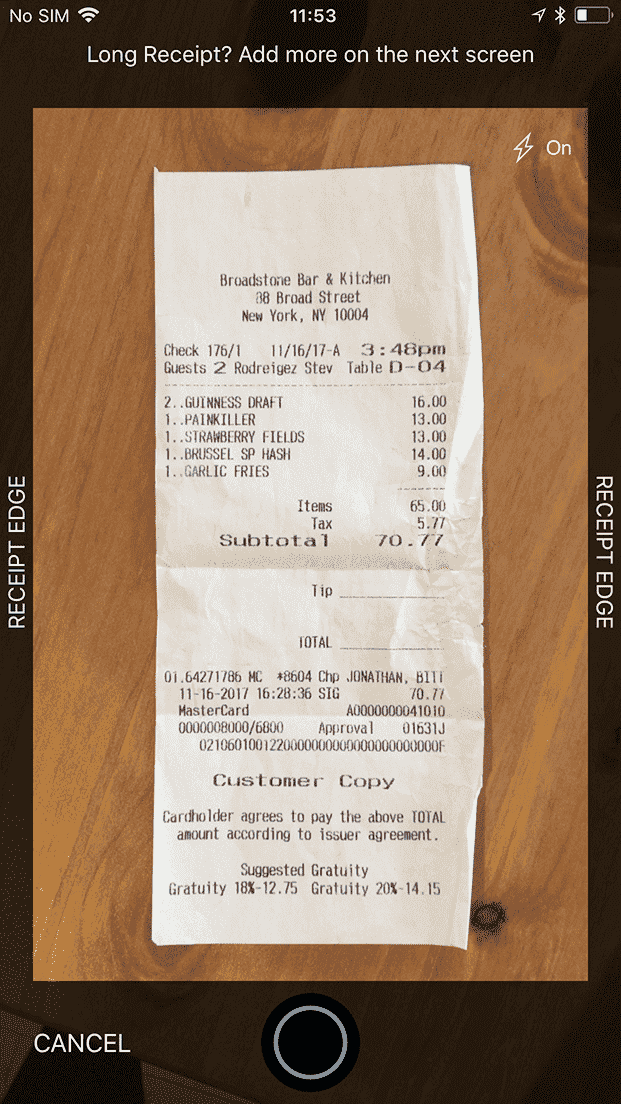 No SIM 11:53
Long Receipt? Add more on the next screen
On
Broadstone Bar & Kitchen
88 Broad Street
New York, NY 10004
Check 176/1 11/16/17-A 3:48pm
Guests 2 Rodreigez Stev Table D-04
2..GUINNESS DRAFT 16.00
1..PAINKILLER 13.00
1..STRAWBERRY FIELDS 13.00
1..BRUSSEL SP HASH 14.00
1..GARLIC FRIES 9.00
Items 65.00
Tax 5.77
Subtotal 70.77
RECEIPT EDGE
RECEIPT EDGE
Tip
TOTAL
01.64271786 MC *8604 Chp JONATHAN, BITT
11-16-2017 16:28:36 SIG 70.77
MasterCard A0000000041010
0000008000/6800 Approval 01631J
Customer Copy
Cardholder agrees to pay the above TOTAL
amount according to issuer agreement.
Suggested Gratuity
Gratuity 18%-12.75 Gratuity 20%-14.15
CANCEL